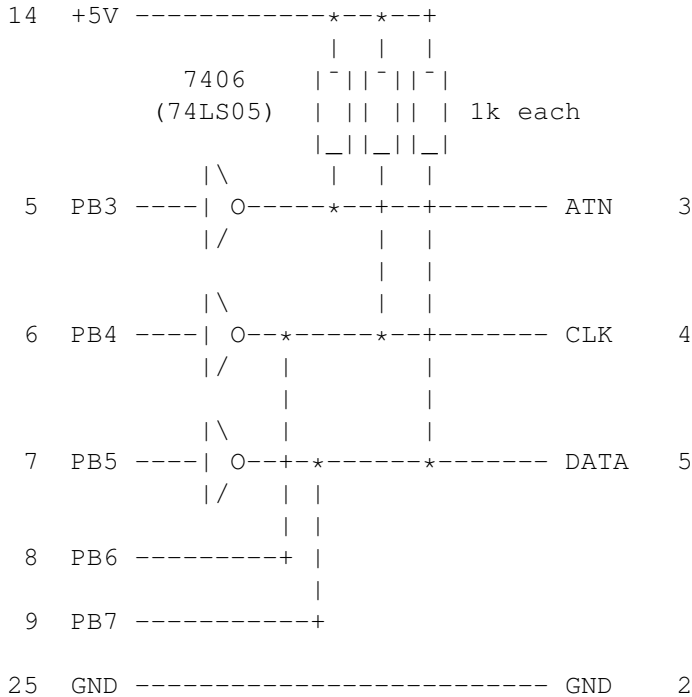 14 +5V ------------*--*--+
| | |
7406 |¯||¯||¯|
(74LS05) | || || | 1k each
|_||_||_|
|\ | | |
5 PB3 ----| O-----*--+--+------- ATN 3
|/ | |
| |
|\ | |
6 PB4 ----| O--*-----*--+------- CLK 4
|/ | |
| |
|\ | |
7 PB5 ----| O--+-*------*------- DATA 5
|/ | |
| |
8 PB6 ---------+ |
|
9 PB7 -----------+
25 GND -------------------------- GND 2